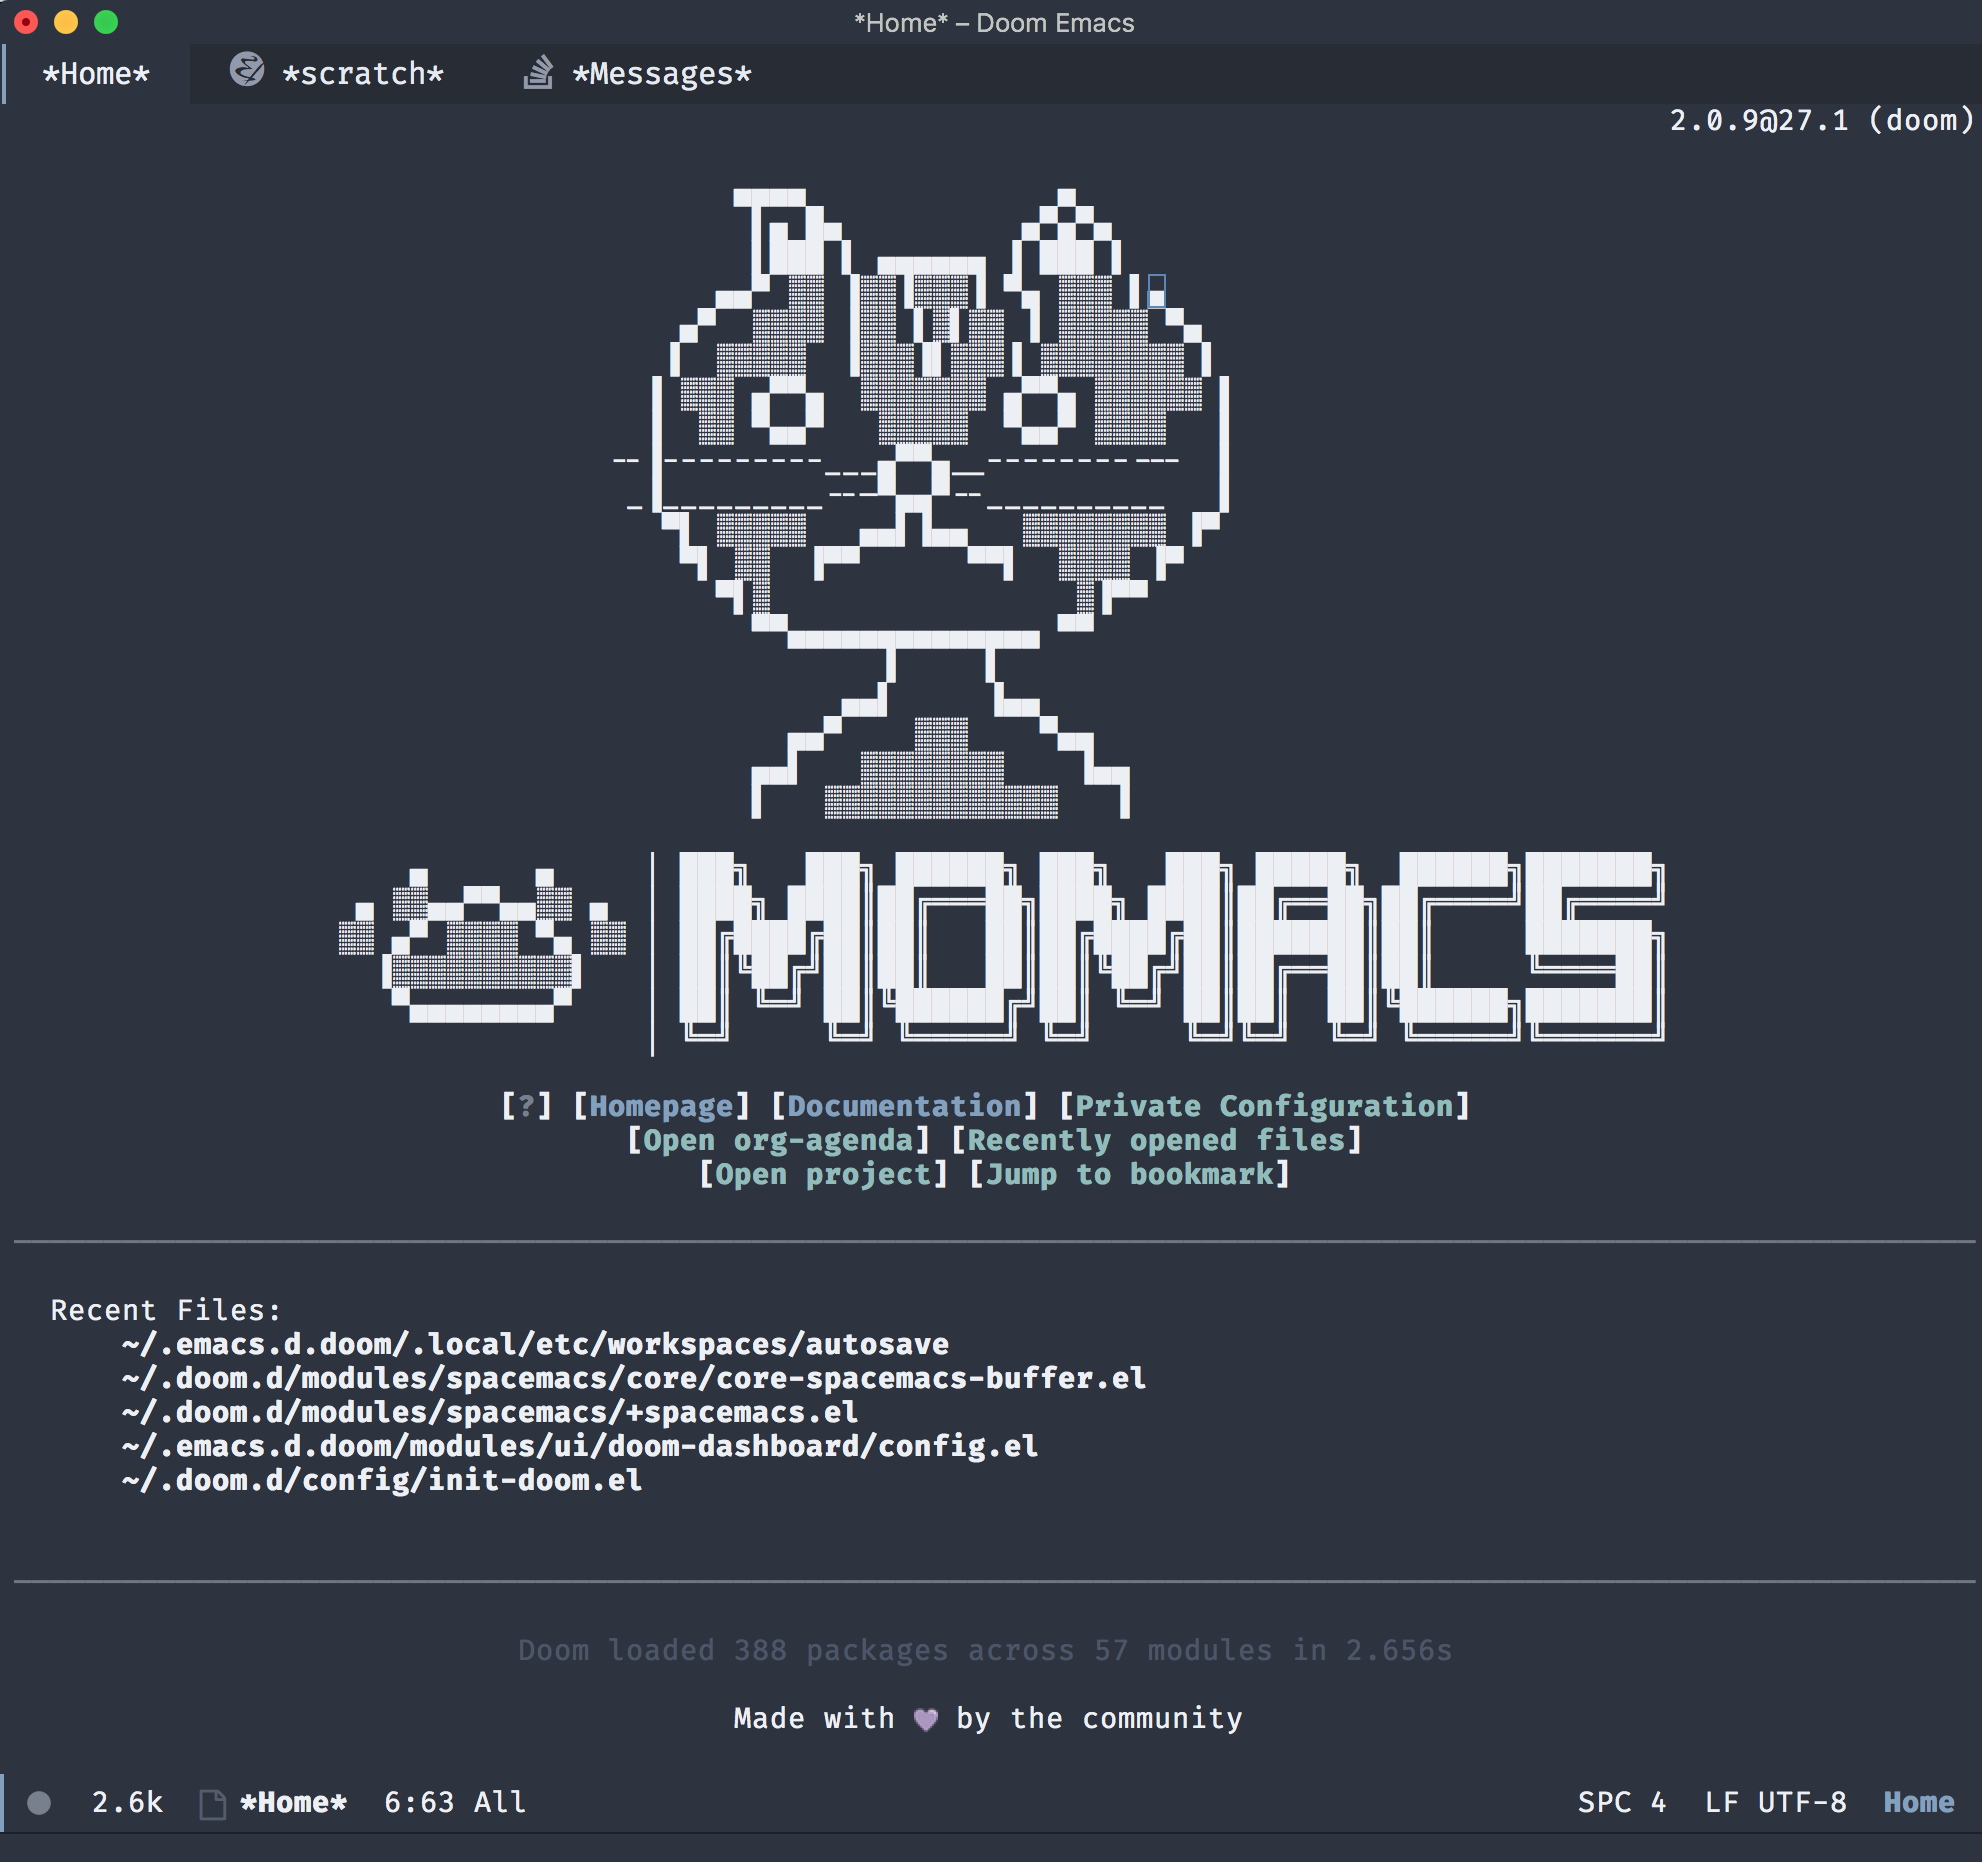 *Home* – Doom Emacs
*Home* *scratch* *Messages*
2.0.9@27.1 (doom)
MOMACS
[?] [Homepage] [Documentation] [Private Configuration]
[Open org-agenda] [Recently opened files]
[Open project] [Jump to bookmark]
Recent Files:
~/.emacs.d.doom/.local/etc/workspaces/autosave
~/.doom.d/modules/spacemacs/core/core-spacemacs-buffer.el
~/.doom.d/modules/spacemacs/+spacemacs.el
~/.emacs.d.doom/modules/ui/doom-dashboard/config.el
~/.doom.d/config/init-doom.el
Doom loaded 388 packages across 57 modules in 2.656s
Made with 💜 by the community
2.6k *Home* 6:63 All SPC 4 LF UTF-8 Home